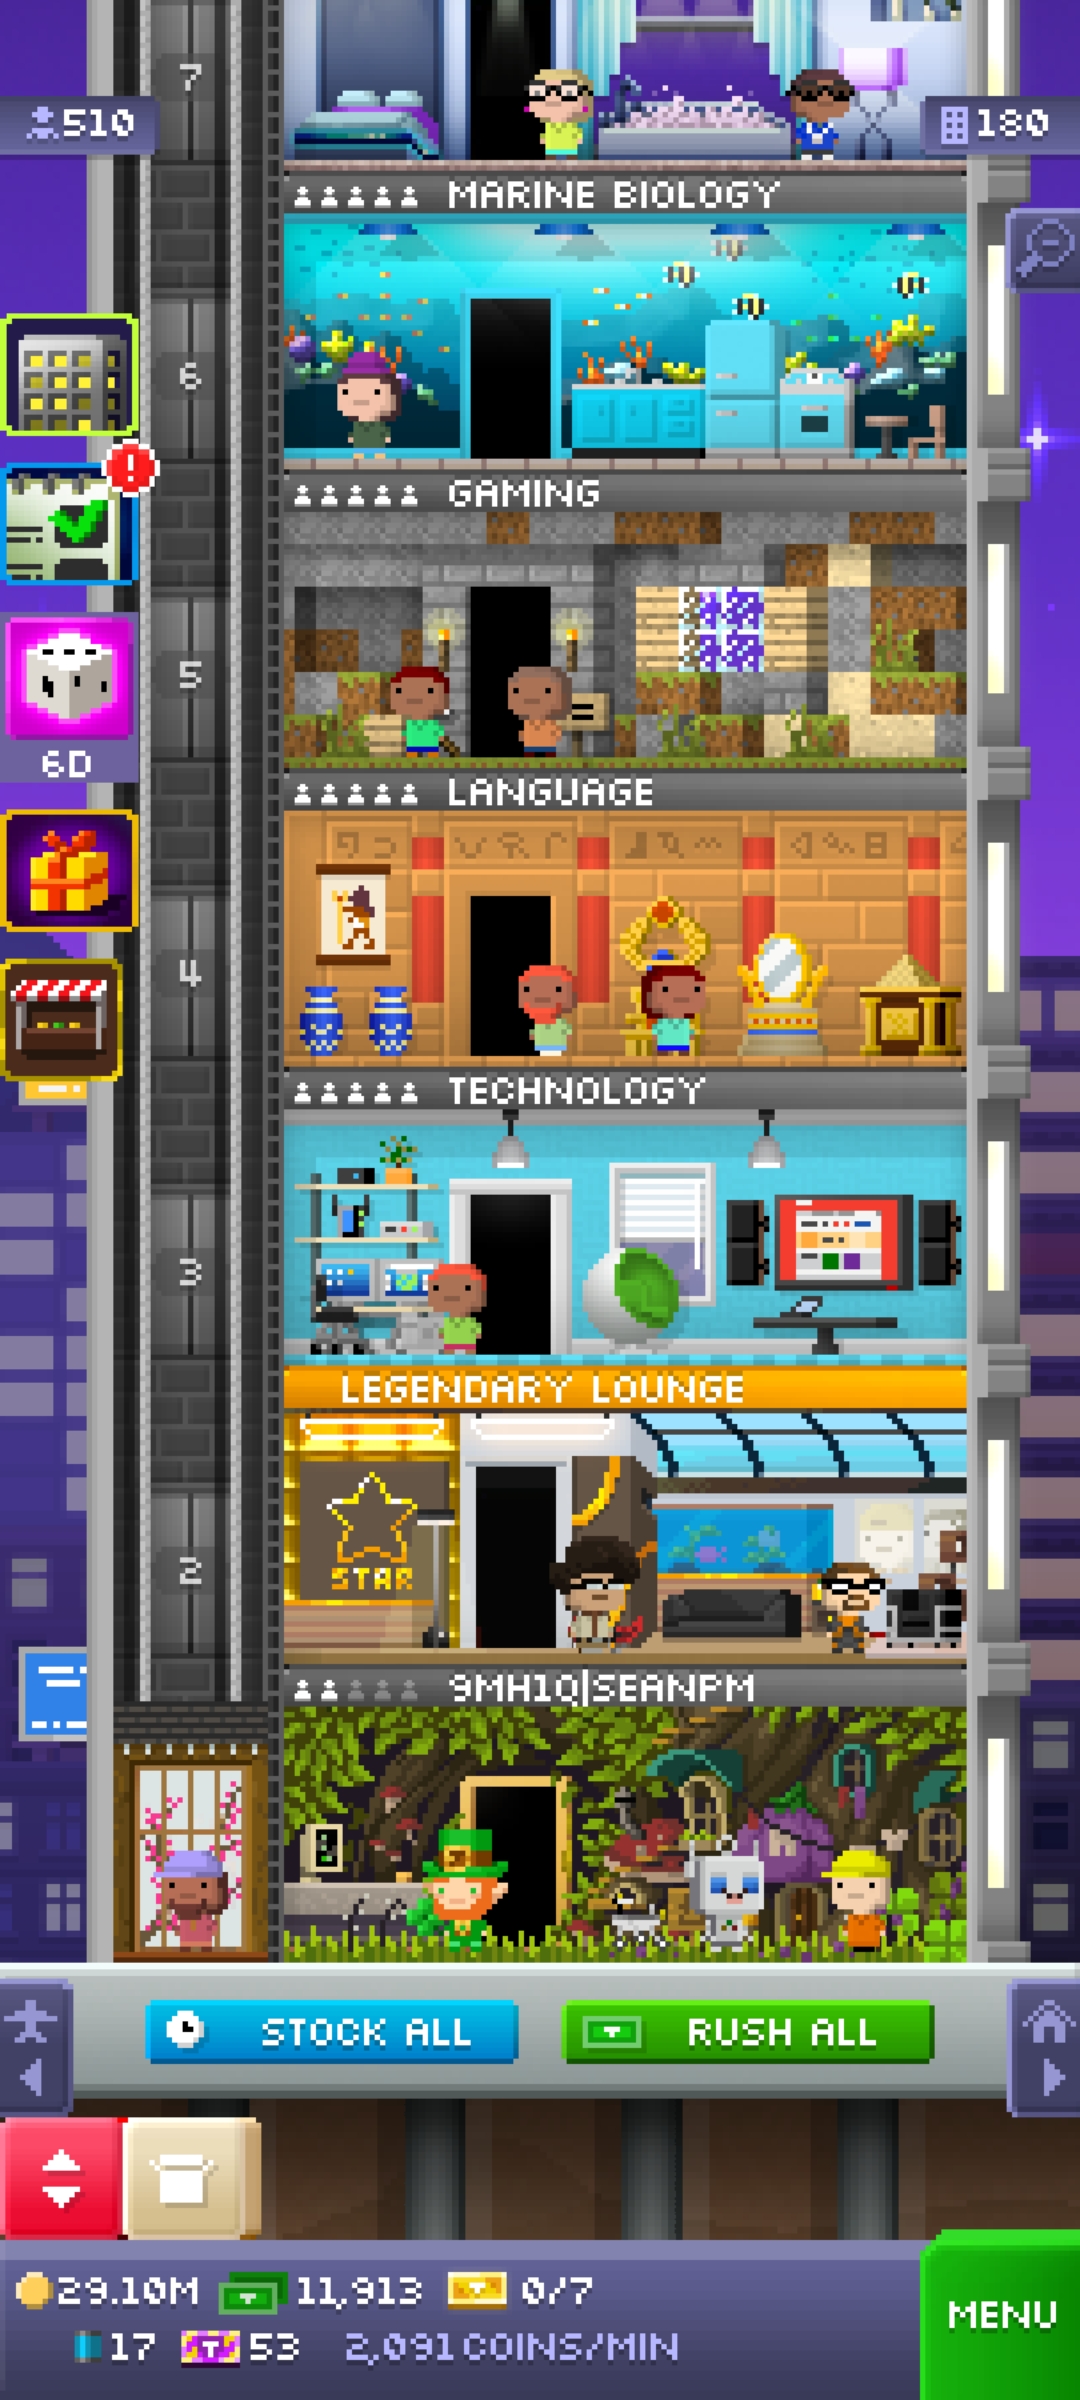 7
510
180
MARINE BIOLOGY
6
GAMING
5
6D
LANGUAGE
4
TECHNOLOGY
3
LEGENDARY LOUNGE
STAR
2
9MH1Q|SEANPM
STOCK ALL
RUSH ALL
29.10M 11,913 0/7
17 53 2,091 COINS/MIN
MENU